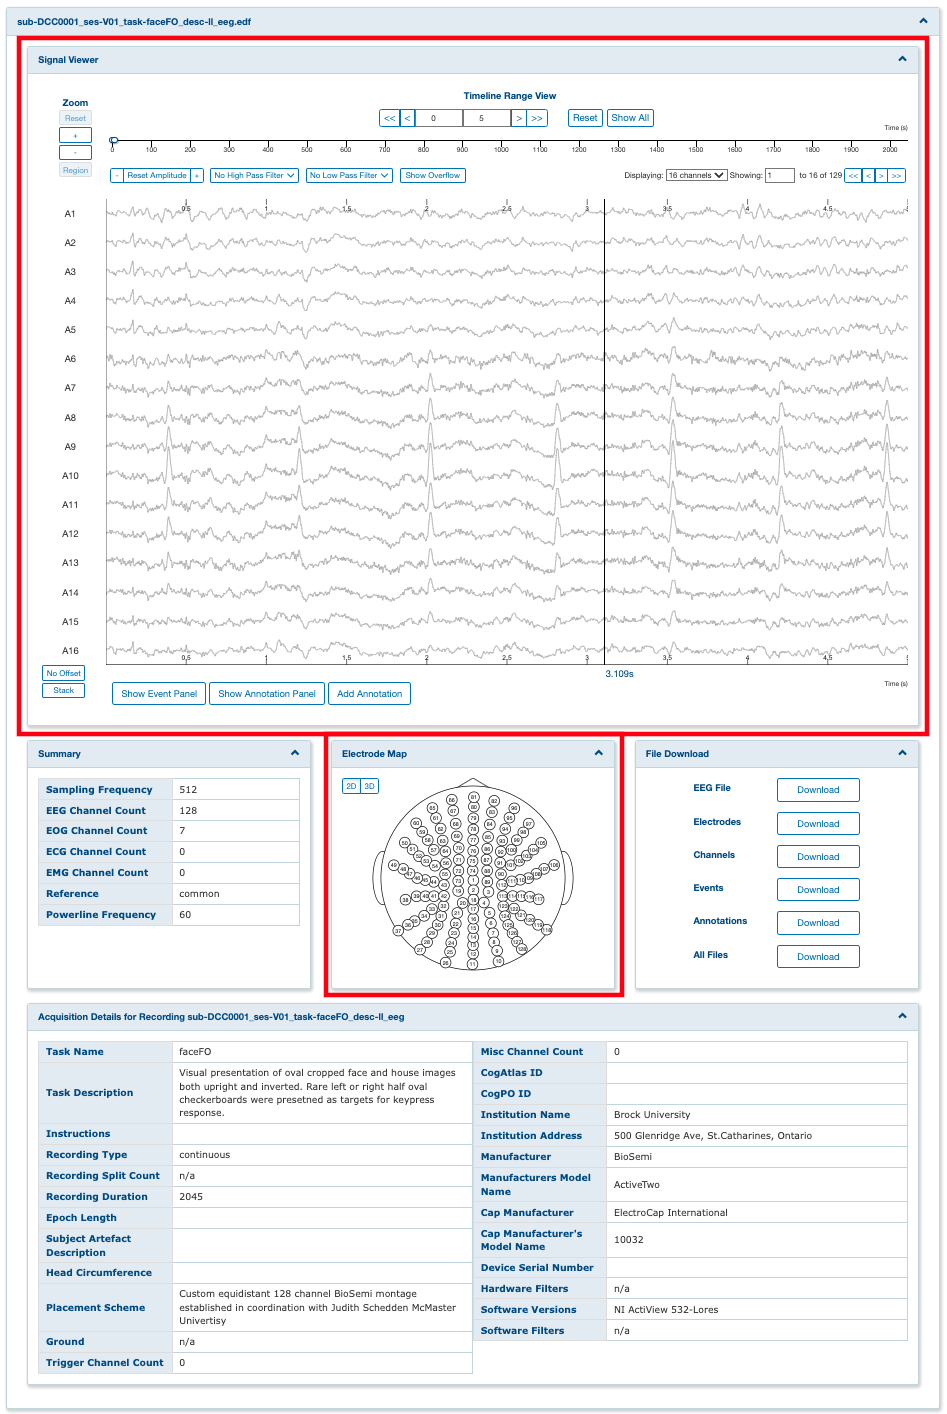 sub-DCC0001_ses-V01_task-faceFO_desc-II_eeg.edf
Signal Viewer
Zoom
Timeline Range View
Reset
<< < 0 5 > >> Reset Show All
+
Time (s)
-
0 100 200 300 400 500 600 700 800 900 1000 1100 1200 1300 1400 1500 1600 1700 1800 1900 2000
Region
- Reset Amplitude + No High Pass Filter No Low Pass Filter Show Overflow Displaying: 16 channels Showing: 1 to 16 of 129 << < > >>
0.5 1 1.5 2 2.5 3 3.5 4 4.5 5
A1
A2
A3
A4
A5
A6
A7
A8
A9
A10
A11
A12
A13
A14
A15
A16
0.5 1 1.5 2 2.5 3 3.5 4 4.5 5
No Offset
3.109s
Time (s)
Stack
Show Event Panel Show Annotation Panel Add Annotation
Summary
Sampling Frequency 512
EEG Channel Count 128
EOG Channel Count 7
ECG Channel Count 0
EMG Channel Count 0
Reference common
Powerline Frequency 60
Electrode Map
2D 3D
File Download
EEG File Download
Electrodes Download
Channels Download
Events Download
Annotations Download
All Files Download
Acquisition Details for Recording sub-DCC0001_ses-V01_task-faceFO_desc-II_eeg
Task Name faceFO
Task Description Visual presentation of oval cropped face and house images
both upright and inverted. Rare left or right half oval
checkerboards were presetned as targets for keypress
response.
Instructions
Recording Type continuous
Recording Split Count n/a
Recording Duration 2045
Epoch Length
Subject Artefact
Description
Head Circumference
Placement Scheme Custom equidistant 128 channel BioSemi montage
established in coordination with Judith Schedden McMaster
Univertisy
Ground n/a
Trigger Channel Count 0
Misc Channel Count 0
CogAtlas ID
CogPO ID
Institution Name Brock University
Institution Address 500 Glenridge Ave, St.Catharines, Ontario
Manufacturer BioSemi
Manufacturers Model
Name ActiveTwo
Cap Manufacturer ElectroCap International
Cap Manufacturer's
Model Name 10032
Device Serial Number
Hardware Filters n/a
Software Versions NI ActiView 532-Lores
Software Filters n/a